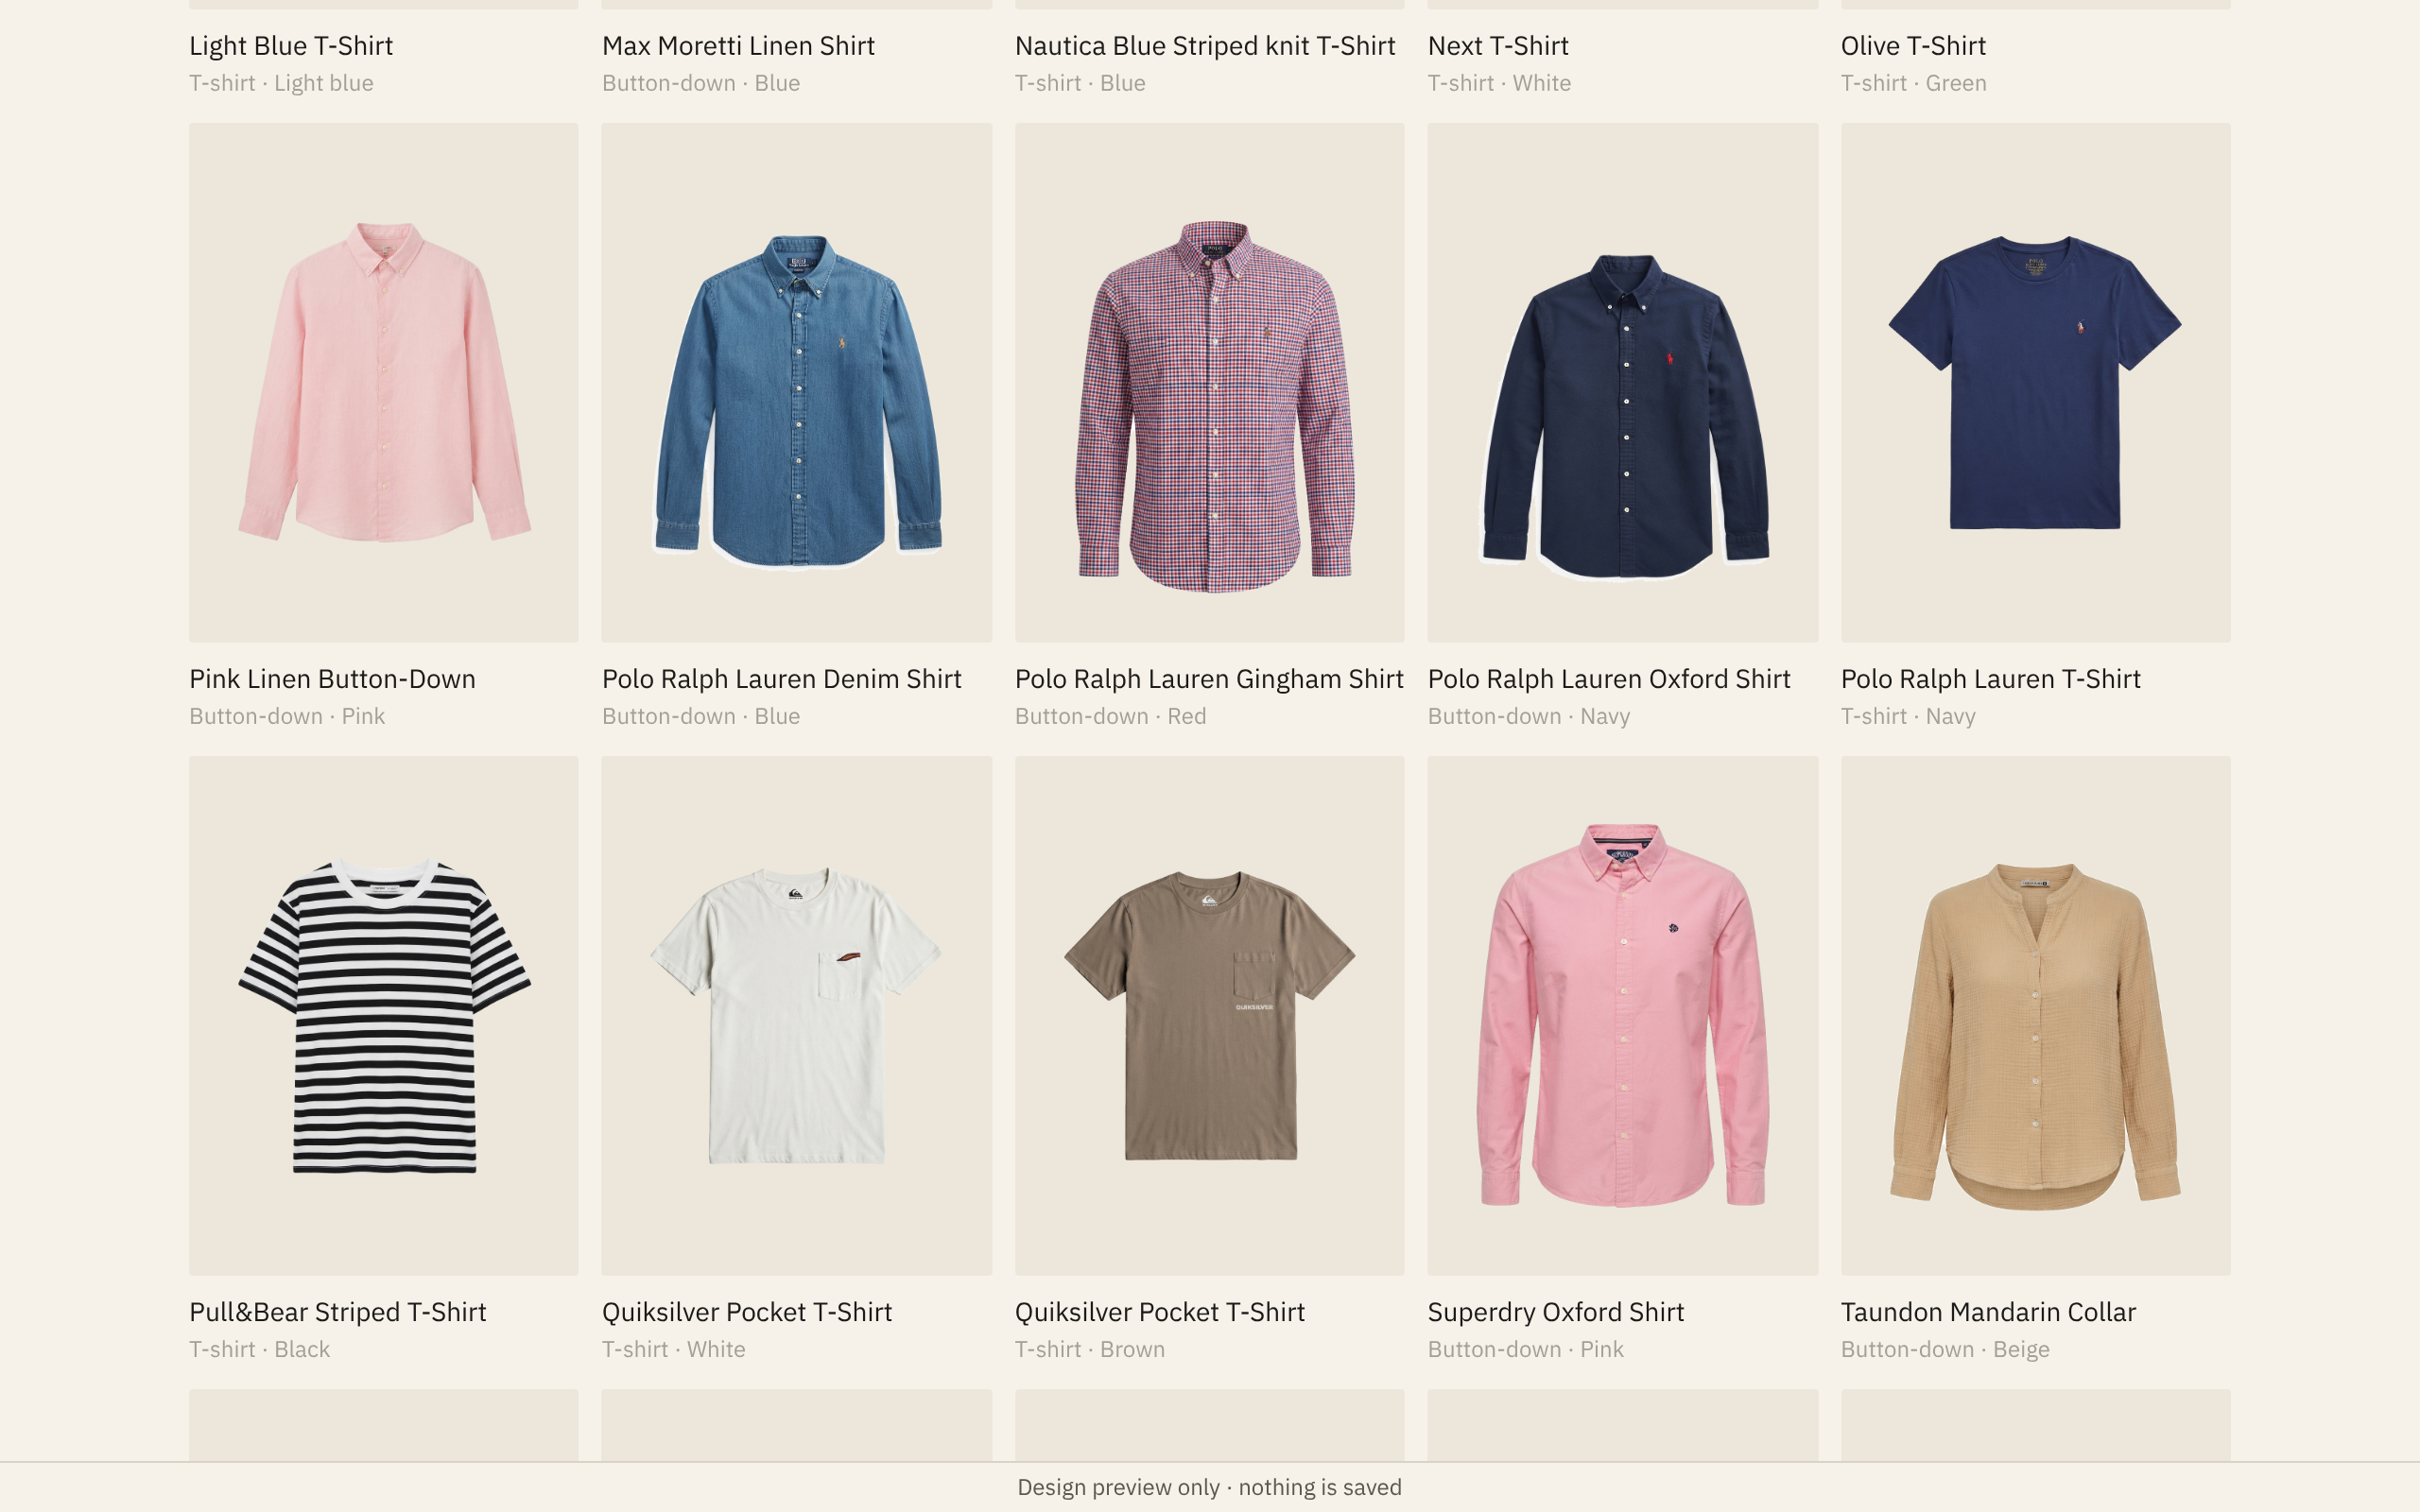 Light Blue T-Shirt
T-shirt · Light blue
Max Moretti Linen Shirt
Button-down · Blue
Nautica Blue Striped knit T-Shirt
T-shirt · Blue
Next T-Shirt
T-shirt · White
Olive T-Shirt
T-shirt · Green
POLO
POLO
Pink Linen Button-Down
Button-down · Pink
Polo Ralph Lauren Denim Shirt
Button-down · Blue
Polo Ralph Lauren Gingham Shirt
Button-down · Red
Polo Ralph Lauren Oxford Shirt
Button-down · Navy
Polo Ralph Lauren T-Shirt
T-shirt · Navy
QUIKSILVER
Pull&Bear Striped T-Shirt
T-shirt · Black
Quiksilver Pocket T-Shirt
T-shirt · White
Quiksilver Pocket T-Shirt
T-shirt · Brown
Superdry Oxford Shirt
Button-down · Pink
Taundon Mandarin Collar
Button-down · Beige
Design preview only · nothing is saved